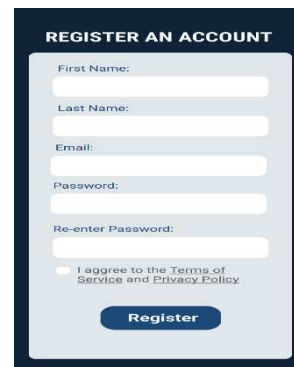 REGISTER AN ACCOUNT
First Name:
Last Name:
Email:
Password:
Re-enter Password:
I aggree to the Terms of
Service and Privacy Policy
Register